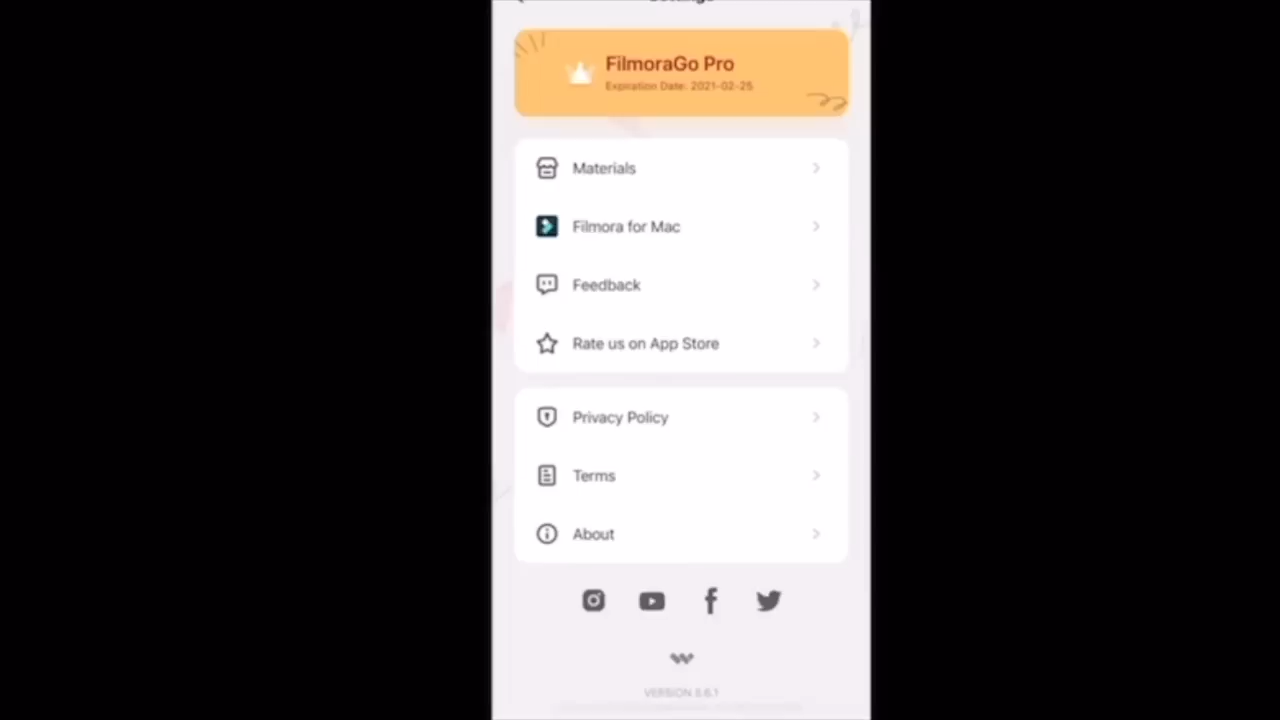 FilmoraGo Pro
Expiration Date: 2021-02-25
Materials
Filmora for Mac
Feedback
Rate us on App Store
Privacy Policy
Terms
About
VERSION